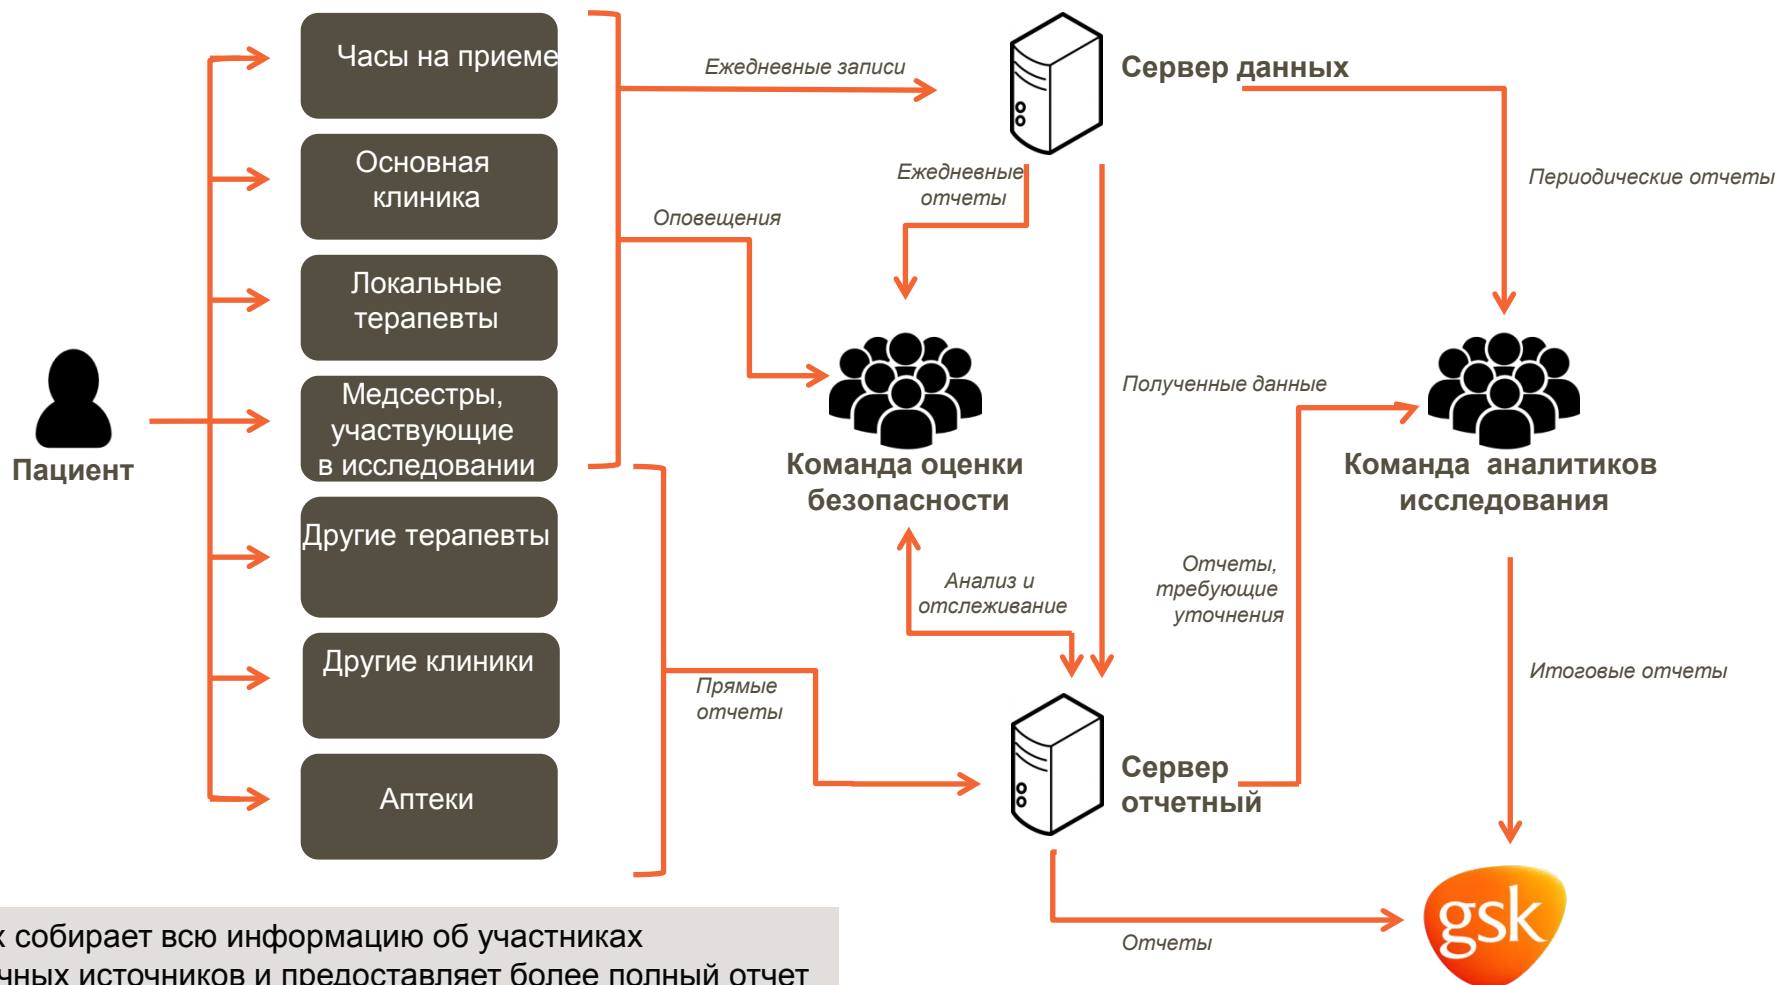 Часы на приеме
Основная
клиника
Локальные
терапевты
Медсестры,
участвующие
в исследовании
Другие терапевты
Другие клиники
Аптеки
Пациент
Ежедневные записи
Оповещения
Прямые
отчеты
Сервер данных
Ежедневные
отчеты
Периодические отчеты
Полученные данные
Команда оценки
безопасности
Команда аналитиков
исследования
Анализ и
отслеживание
Отчеты,
требующие
уточнения
Итоговые отчеты
Сервер
отчетный
Отчеты
gsk
х собирает всю информацию об участниках
чных источников и предоставляет более полный отчет